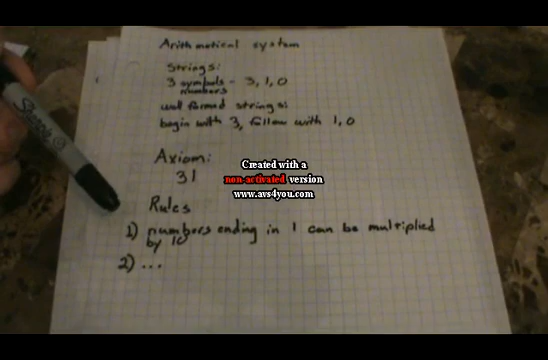 Arithmetical system
Strings:
3 symbols - 3, 1, 0
numbers
well formed strings:
begin with 3, follow with 1, 0
Axiom:
31
Rules
1) numbers ending in 1 can be multiplied
by 10
2) ...
Sharpie
Created with a
non-activated version
www.avs4you.com